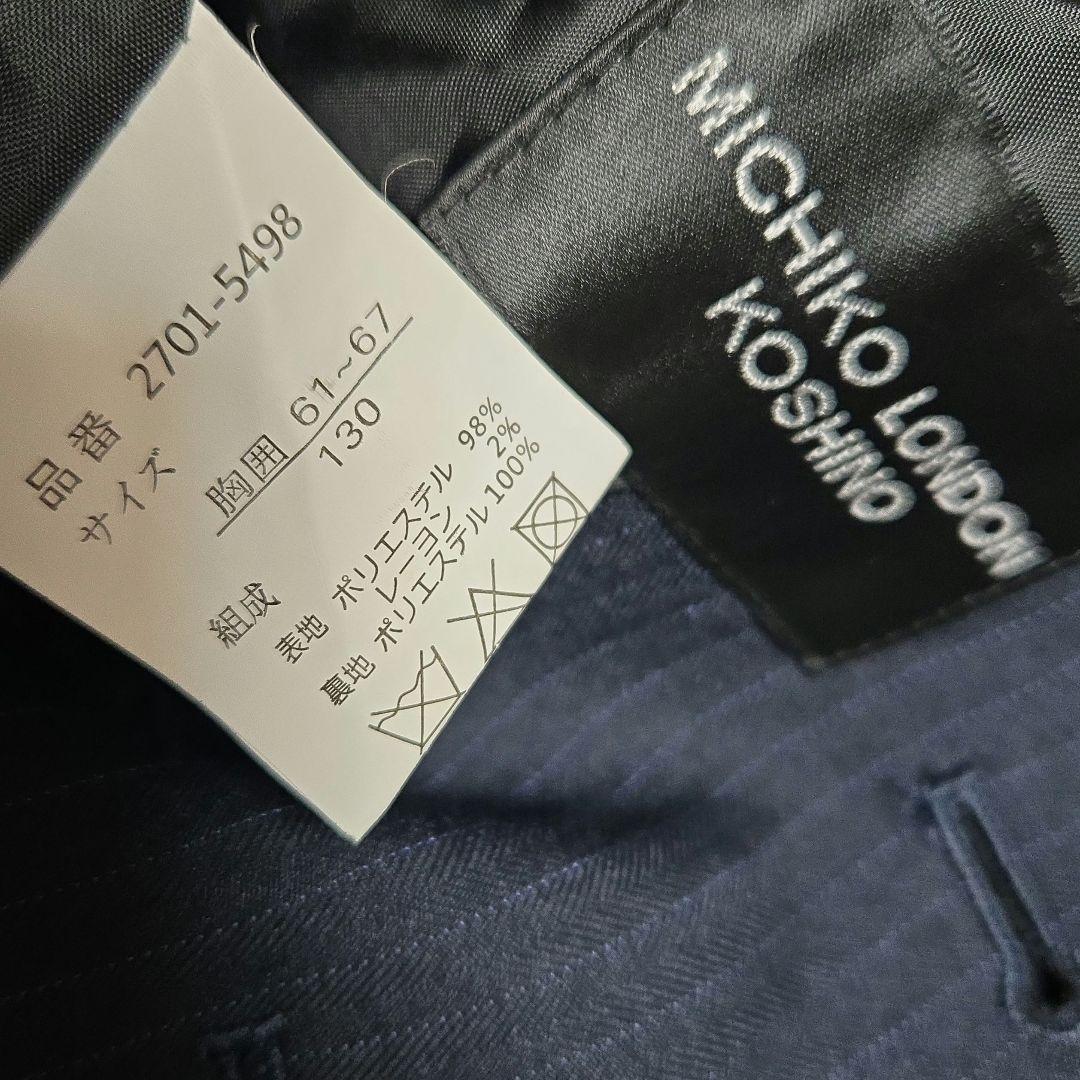 品番 2701-5498
サイズ
胸囲 61~67
130
組成
表地 ポリエステル 98%
レーヨン 2%
裏地 ポリエステル 100%
MICHIKO LONDON
KOSHINO